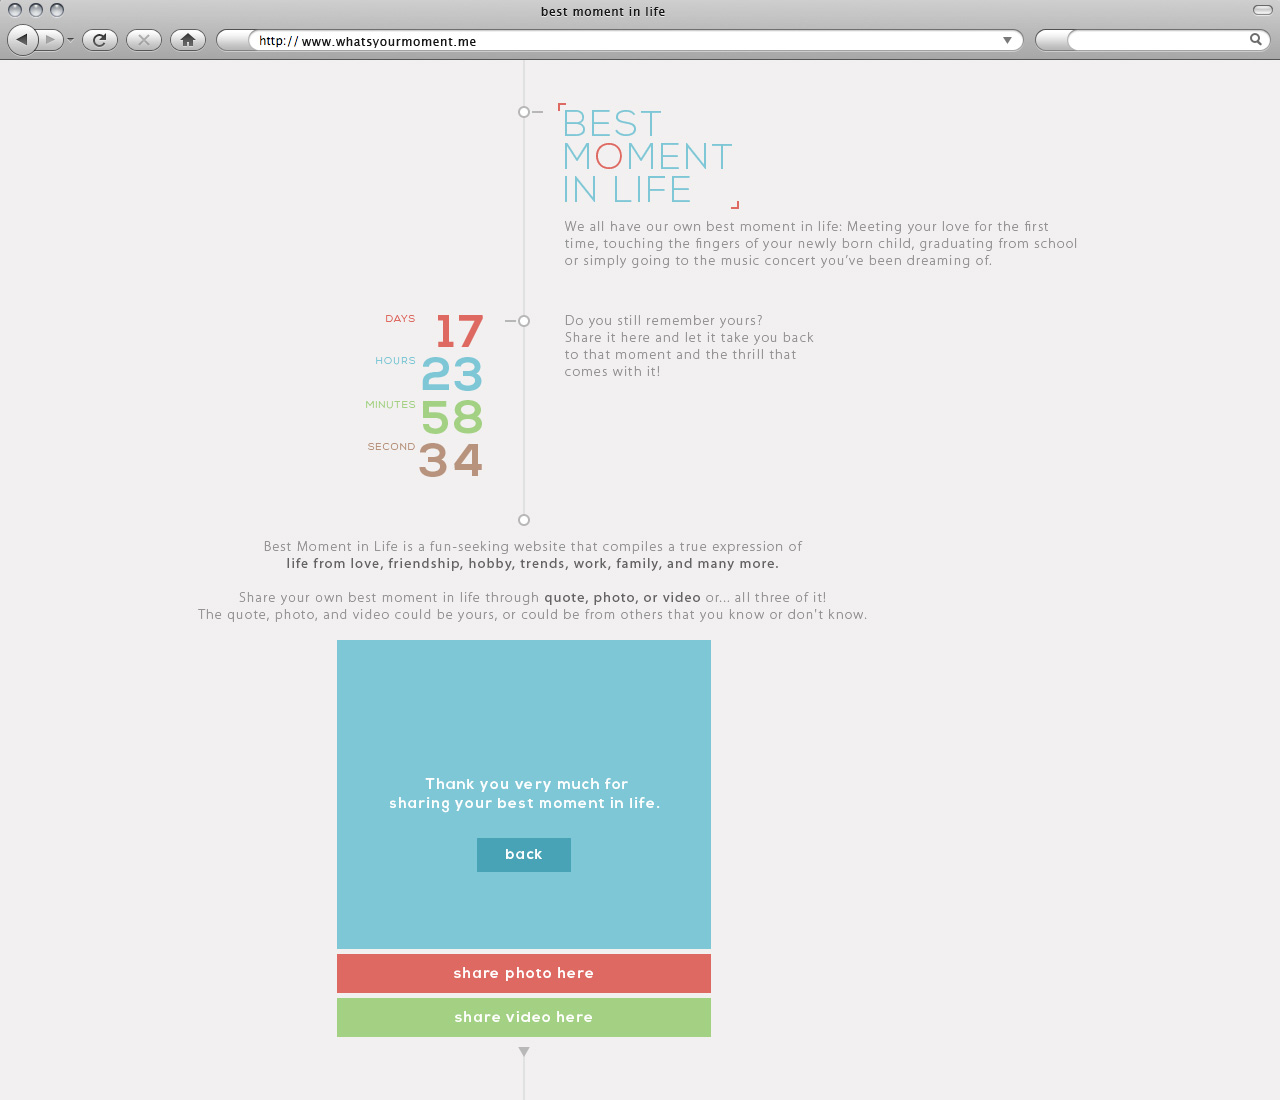 best moment in life
http:// www.whatsyourmoment.me
BEST
MOMENT
IN LIFE
We all have our own best moment in life: Meeting your love for the first
time, touching the fingers of your newly born child, graduating from school
or simply going to the music concert you've been dreaming of.
DAYS 17
HOURS 23
MINUTES 58
SECOND 34
Do you still remember yours?
Share it here and let it take you back
to that moment and the thrill that
comes with it!
Best Moment in Life is a fun-seeking website that compiles a true expression of
life from love, friendship, hobby, trends, work, family, and many more.
Share your own best moment in life through quote, photo, or video or... all three of it!
The quote, photo, and video could be yours, or could be from others that you know or don't know.
Thank you very much for
sharing your best moment in life.
back
share photo here
share video here